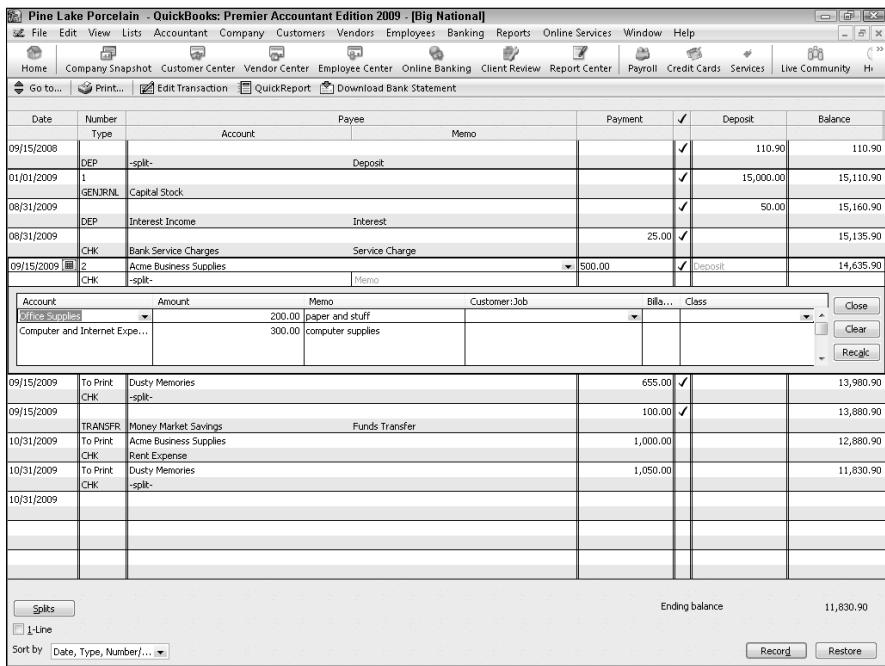 Pine Lake Porcelain - QuickBooks: Premier Accountant Edition 2009 - [Big National]
File Edit View Lists Accountant Company Customers Vendors Employees Banking Reports Online Services Window Help
Home Company Snapshot Customer Center Vendor Center Employee Center Online Banking Client Review Report Center Payroll Credit Cards Services Live Community
Go to... Print... Edit Transaction QuickReport Download Bank Statement
Date Number Payee Payment ✓ Deposit Balance
Type Account Memo
09/15/2008 ✓ 110.90 110.90
DEP -split- Deposit
01/01/2009 1 ✓ 15,000.00 15,110.90
GENJRNL Capital Stock
08/31/2009 ✓ 50.00 15,160.90
DEP Interest Income Interest
08/31/2009 25.00 ✓ 15,135.90
CHK Bank Service Charges Service Charge
09/15/2009 2 Acme Business Supplies 500.00 ✓ Deposit 14,635.90
CHK -split- Memo
Account Amount Memo Customer:Job Billa... Class Close
Office Supplies 200.00 paper and stuff
Computer and Internet Expe... 300.00 computer supplies Clear
Recalc
09/15/2009 To Print Dusty Memories 655.00 ✓ 13,980.90
CHK -split-
09/15/2009 100.00 ✓ 13,880.90
TRANSFR Money Market Savings Funds Transfer
10/31/2009 To Print Acme Business Supplies 1,000.00 12,880.90
CHK Rent Expense
10/31/2009 To Print Dusty Memories 1,050.00 11,830.90
CHK -split-
10/31/2009
Splits Ending balance 11,830.90
1-Line
Sort by Date, Type, Number/... Record Restore